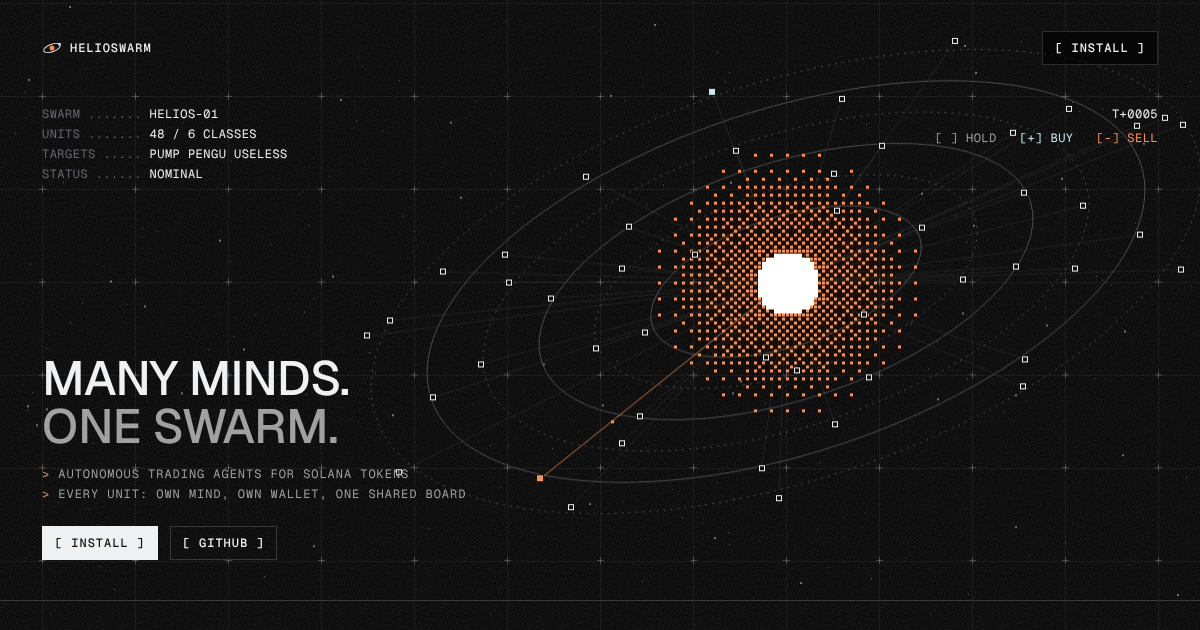 HELIOSWARM
[ INSTALL ]
SWARM ....... HELIOS-01
UNITS ....... 48 / 6 CLASSES
TARGETS ..... PUMP PENGU USELESS
STATUS ...... NOMINAL
T+0005
[ ] HOLD [+] BUY [-] SELL
MANY MINDS.
ONE SWARM.
> AUTONOMOUS TRADING AGENTS FOR SOLANA TOKENS
> EVERY UNIT: OWN MIND, OWN WALLET, ONE SHARED BOARD
[ INSTALL ] [ GITHUB ]